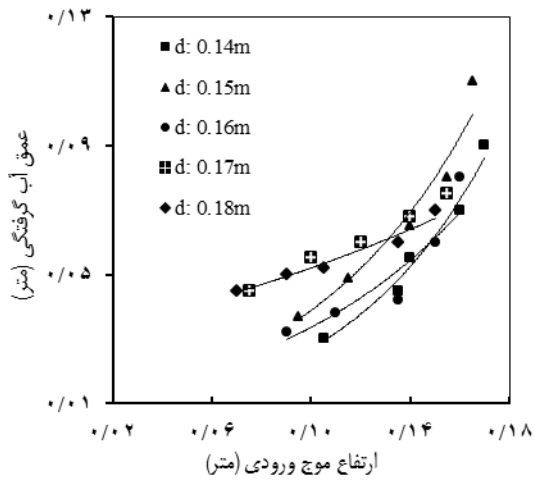 ۰/۱۳
۰/۰۹
۰/۰۵
۰/۰۱
عمق آب گرفتگی (متر)
d: 0.14m
d: 0.15m
d: 0.16m
d: 0.17m
d: 0.18m
۰/۰۲
۰/۰۶
۰/۱۰
۰/۱۴
۰/۱۸
ارتفاع موج ورودی (متر)